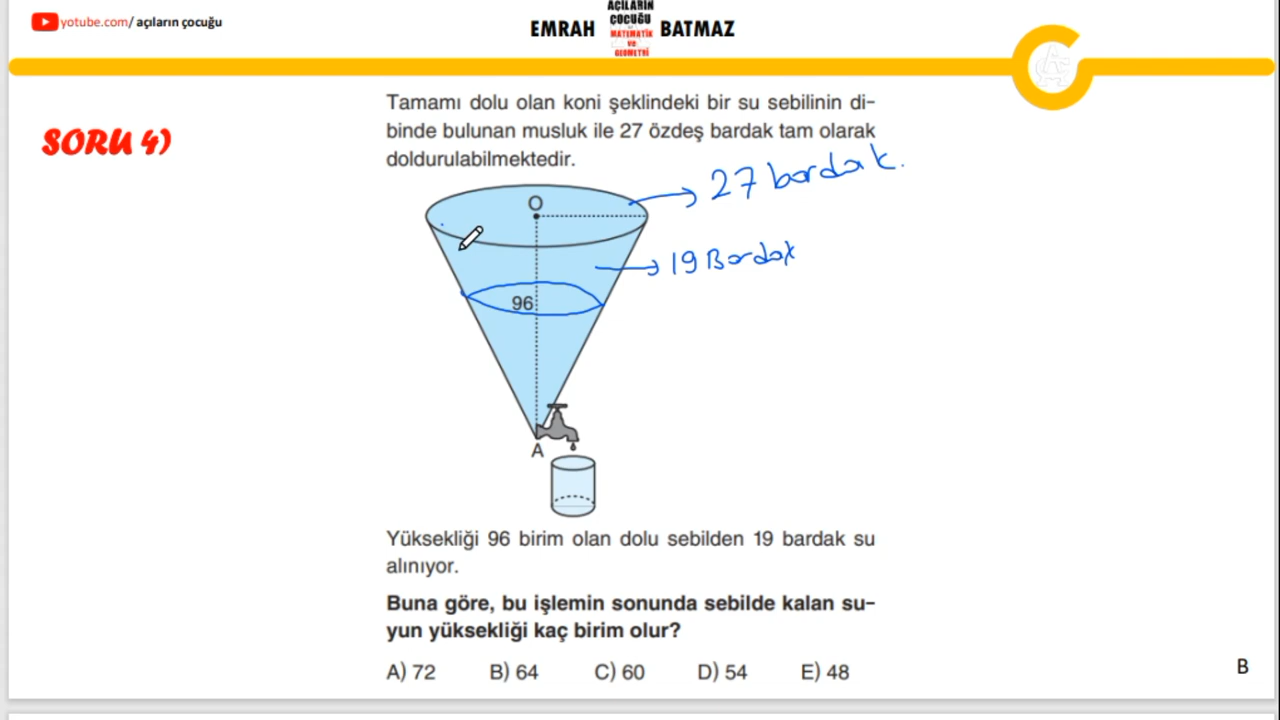 yotube.com/ açıların çocuğu
EMRAH
AÇILARIN
ÇOCUĞU
MATEMATİK
VE
GEOMETRİ
BATMAZ
SORU 4)
Tamamı dolu olan koni şeklindeki bir su sebilinin di-
binde bulunan musluk ile 27 özdeş bardak tam olarak
doldurulabilmektedir.
27 bardak.
O
19 Bardak
96
A
Yüksekliği 96 birim olan dolu sebilden 19 bardak su
alınıyor.
Buna göre, bu işlemin sonunda sebilde kalan su-
yun yüksekliği kaç birim olur?
A) 72 B) 64 C) 60 D) 54 E) 48
B